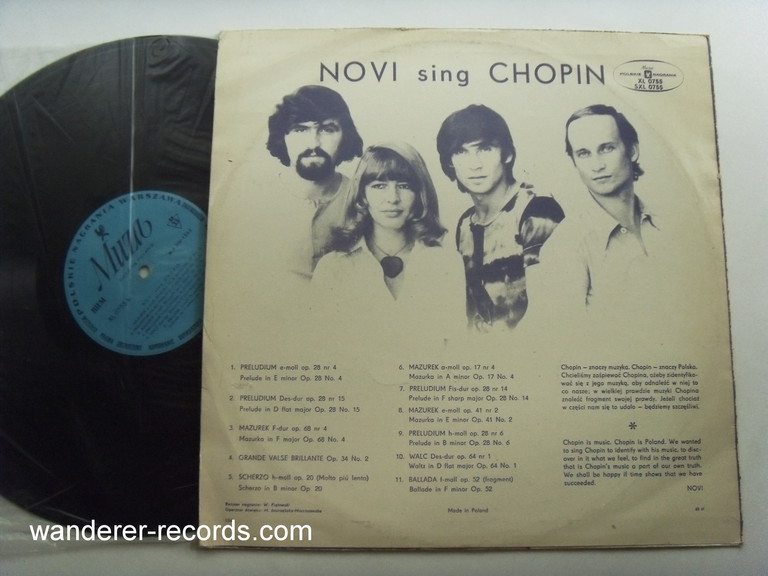 NOVI sing CHOPIN
Muza
POLSKIE NAGRANIA
XL 0755
SXL 0755
POLSKIE NAGRANIA WARSZAWA
Muza
1. PRELUDIUM e-moll op. 28 nr 4
Prelude in E minor Op. 28 No. 4
2. PRELUDIUM Des-dur op. 28 nr 15
Prelude in D flat major Op. 28 No. 15
3. MAZUREK F-dur op. 68 nr 4
Mazurka in F major Op. 68 No. 4
4. GRANDE VALSE BRILLANTE Op. 34 No. 2
5. SCHERZO h-moll op. 20 (Molto più lento)
Scherzo in B minor Op. 20
6. MAZUREK a-moll op. 17 nr 4
Mazurka in A minor Op. 17 No. 4
7. PRELUDIUM Fis-dur op. 28 nr 14
Prelude in F sharp major Op. 28 No. 14
8. MAZUREK e-moll op. 41 nr 2
Mazurka in E minor Op. 41 No. 2
9. PRELUDIUM h-moll op. 28 nr 6
Prelude in B minor Op. 28 No. 6
10. WALC Des-dur op. 64 nr 1
Waltz in D flat major Op. 64 No. 1
11. BALLADA f-moll op. 52 (fragment)
Ballade in F minor Op. 52
Chopin — znaczy muzyka. Chopin — znaczy Polska.
Chcieliśmy zaśpiewać Chopina, ażeby zidentyfiko-
wać się z jego muzyką, aby odnaleźć w niej to
co nasze; w wielkiej prawdzie muzyki Chopina
znaleźć fragment swojej prawdy. Jeżeli chociaż
w części nam się to udało — będziemy szczęśliwi.
*
Chopin is music. Chopin is Poland. We wanted
to sing Chopin to identify with his music, to disc-
over in it what we feel, to find in the great truth
that is Chopin's music a part of our own truth.
We shall be happy if time shows that we have
succeeded.
NOVI
Made in Poland
wanderer-records.com